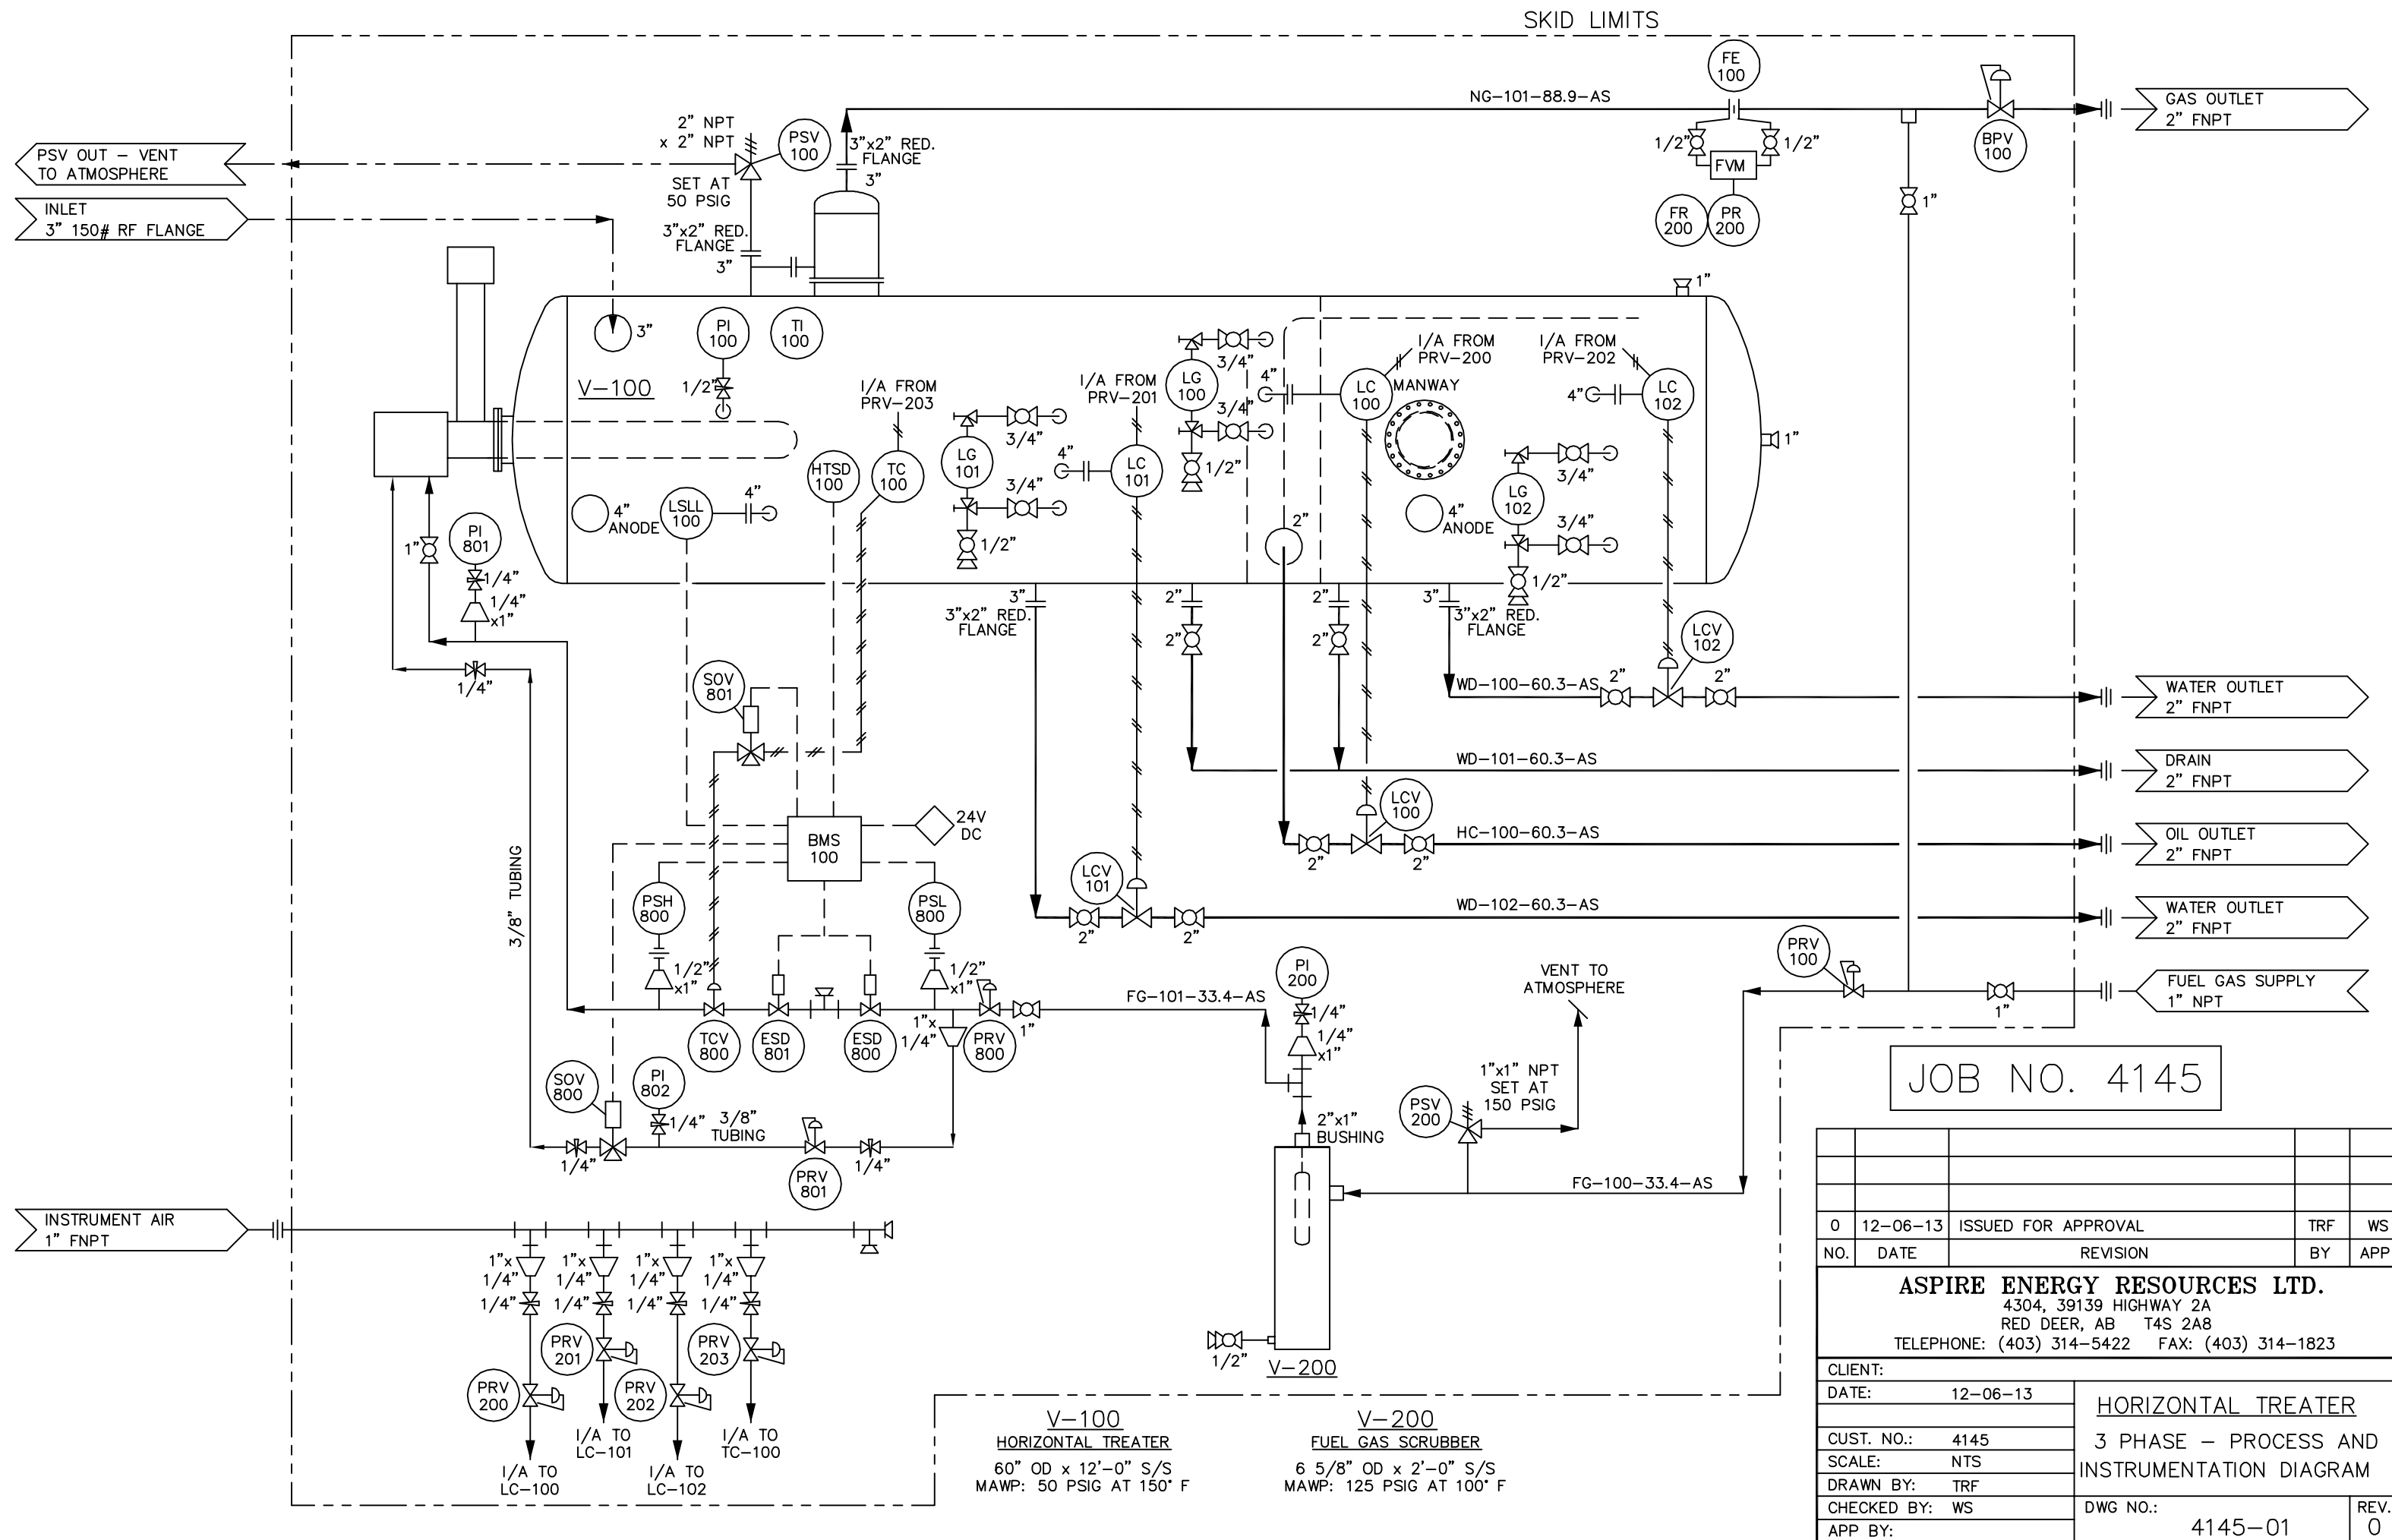 SKID LIMITS
FE
100
NG-101-88.9-AS
GAS OUTLET
2" FNPT
BPV
100
1/2"
1/2"
FVM
FR
200
PR
200
1"
2" NPT
x 2" NPT
PSV
100
3"x2" RED.
FLANGE
3"
SET AT
50 PSIG
3"x2" RED.
FLANGE
3"
PSV OUT – VENT
TO ATMOSPHERE
INLET
3" 150# RF FLANGE
1"
3"
PI
100
TI
100
V-100
1/2"
I/A FROM
PRV-203
I/A FROM
PRV-201
LG
100
3/4"
3/4"
1/2"
4"
I/A FROM
PRV-200
LC
100
MANWAY
I/A FROM
PRV-202
4"
LC
102
1"
HTSD
100
TC
100
LG
101
3/4"
3/4"
1/2"
4"
LC
101
4"
ANODE
LSLL
100
4"
2"
4"
ANODE
LG
102
3/4"
3/4"
1/2"
1"
PI
801
1/4"
1/4"
x1"
1/4"
3"
3"x2" RED.
FLANGE
2"
2"
2"
2"
3"
3"x2" RED.
FLANGE
LCV
102
SOV
801
WD-100-60.3-AS
2"
2"
WATER OUTLET
2" FNPT
WD-101-60.3-AS
DRAIN
2" FNPT
24V
DC
BMS
100
LCV
100
HC-100-60.3-AS
2"
2"
OIL OUTLET
2" FNPT
3/8" TUBING
PSH
800
PSL
800
LCV
101
WD-102-60.3-AS
2"
2"
WATER OUTLET
2" FNPT
1/2"
x1"
1/2"
x1"
PI
200
VENT TO
ATMOSPHERE
PRV
100
FUEL GAS SUPPLY
1" NPT
1"
FG-101-33.4-AS
TCV
800
ESD
801
ESD
800
1"x
1/4"
PRV
800
1"
1/4"
1/4"
x1"
SOV
800
PI
802
1/4"
3/8"
TUBING
1/4"
PRV
801
1/4"
2"x1"
BUSHING
PSV
200
1"x1" NPT
SET AT
150 PSIG
FG-100-33.4-AS
JOB NO. 4145
INSTRUMENT AIR
1" FNPT
1"x
1/4"
1"x
1/4"
1"x
1/4"
1"x
1/4"
1/4"
1/4"
1/4"
1/4"
PRV
200
PRV
201
PRV
202
PRV
203
I/A TO
LC-100
I/A TO
LC-101
I/A TO
LC-102
I/A TO
TC-100
1/2"
V-200
V-100
HORIZONTAL TREATER
60" OD x 12'-0" S/S
MAWP: 50 PSIG AT 150° F
V-200
FUEL GAS SCRUBBER
6 5/8" OD x 2'-0" S/S
MAWP: 125 PSIG AT 100° F
0 12-06-13 ISSUED FOR APPROVAL TRF WS
NO. DATE REVISION BY APP
ASPIRE ENERGY RESOURCES LTD.
4304, 39139 HIGHWAY 2A
RED DEER, AB T4S 2A8
TELEPHONE: (403) 314-5422 FAX: (403) 314-1823
CLIENT:
DATE: 12-06-13
CUST. NO.: 4145
SCALE: NTS
DRAWN BY: TRF
CHECKED BY: WS
APP BY:
HORIZONTAL TREATER
3 PHASE – PROCESS AND
INSTRUMENTATION DIAGRAM
DWG NO.:
4145-01
REV.
0